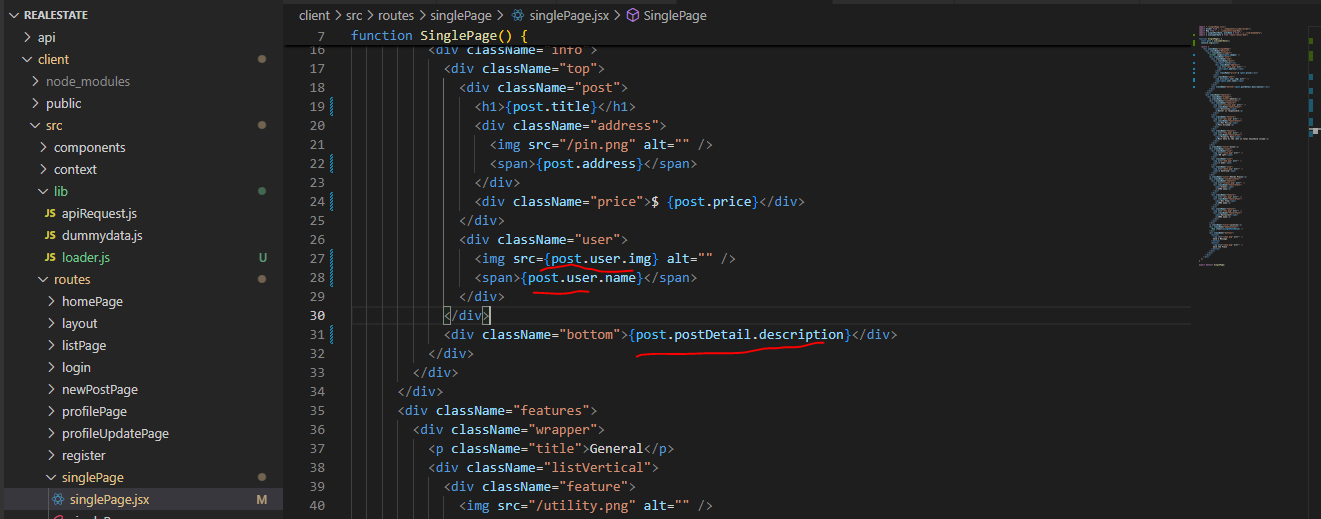 REALESTATE
api
client
node_modules
public
src
components
context
lib
JS apiRequest.js
JS dummydata.js
JS loader.js U
routes
homePage
layout
listPage
login
newPostPage
profilePage
profileUpdatePage
register
singlePage
singlePage.jsx M
client > src > routes > singlePage > singlePage.jsx > SinglePage
7 function SinglePage() {
16 <div className="info">
17 <div className="top">
18 <div className="post">
19 <h1>{post.title}</h1>
20 <div className="address">
21 <img src="/pin.png" alt="" />
22 <span>{post.address}</span>
23 </div>
24 <div className="price">$ {post.price}</div>
25 </div>
26 <div className="user">
27 <img src={post.user.img} alt="" />
28 <span>{post.user.name}</span>
29 </div>
30 </div>
31 <div className="bottom">{post.postDetail.description}</div>
32 </div>
33 </div>
34 </div>
35 <div className="features">
36 <div className="wrapper">
37 <p className="title">General</p>
38 <div className="listVertical">
39 <div className="feature">
40 <img src="/utility.png" alt="" />